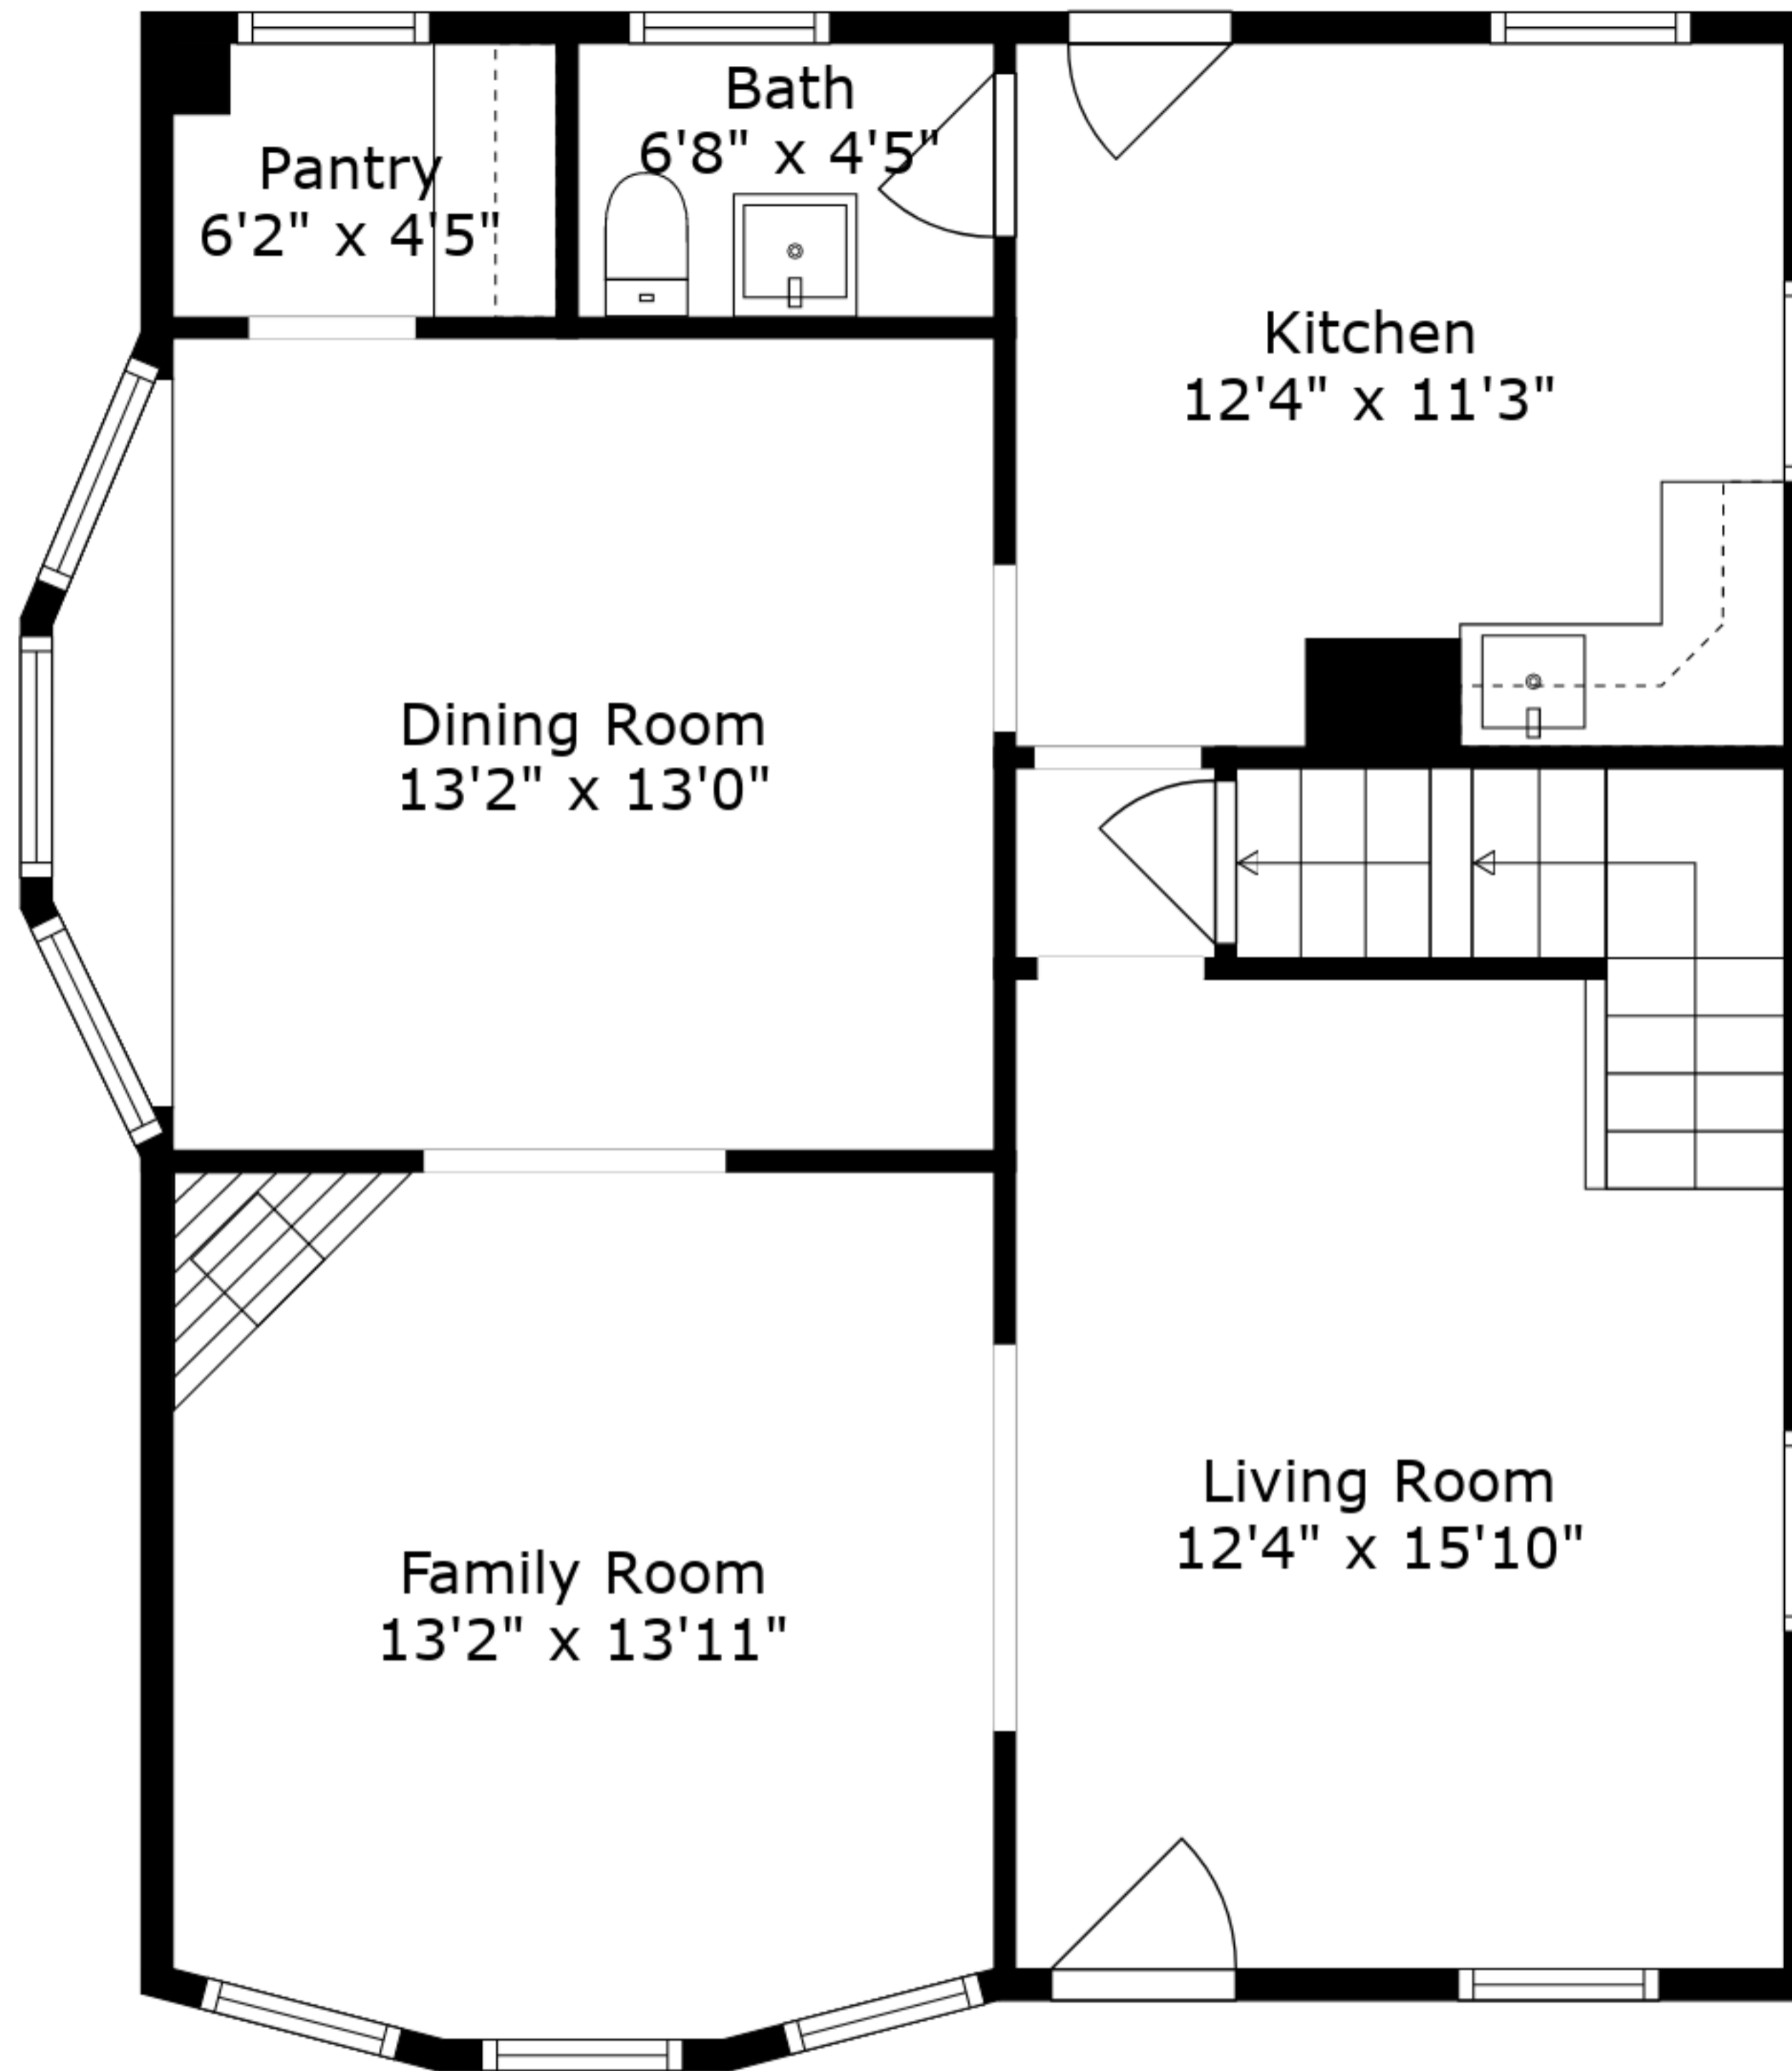 Bath
6'8" x 4'5"
Pantry
6'2" x 4'5"
Kitchen
12'4" x 11'3"
Dining Room
13'2" x 13'0"
Living Room
12'4" x 15'10"
Family Room
13'2" x 13'11"